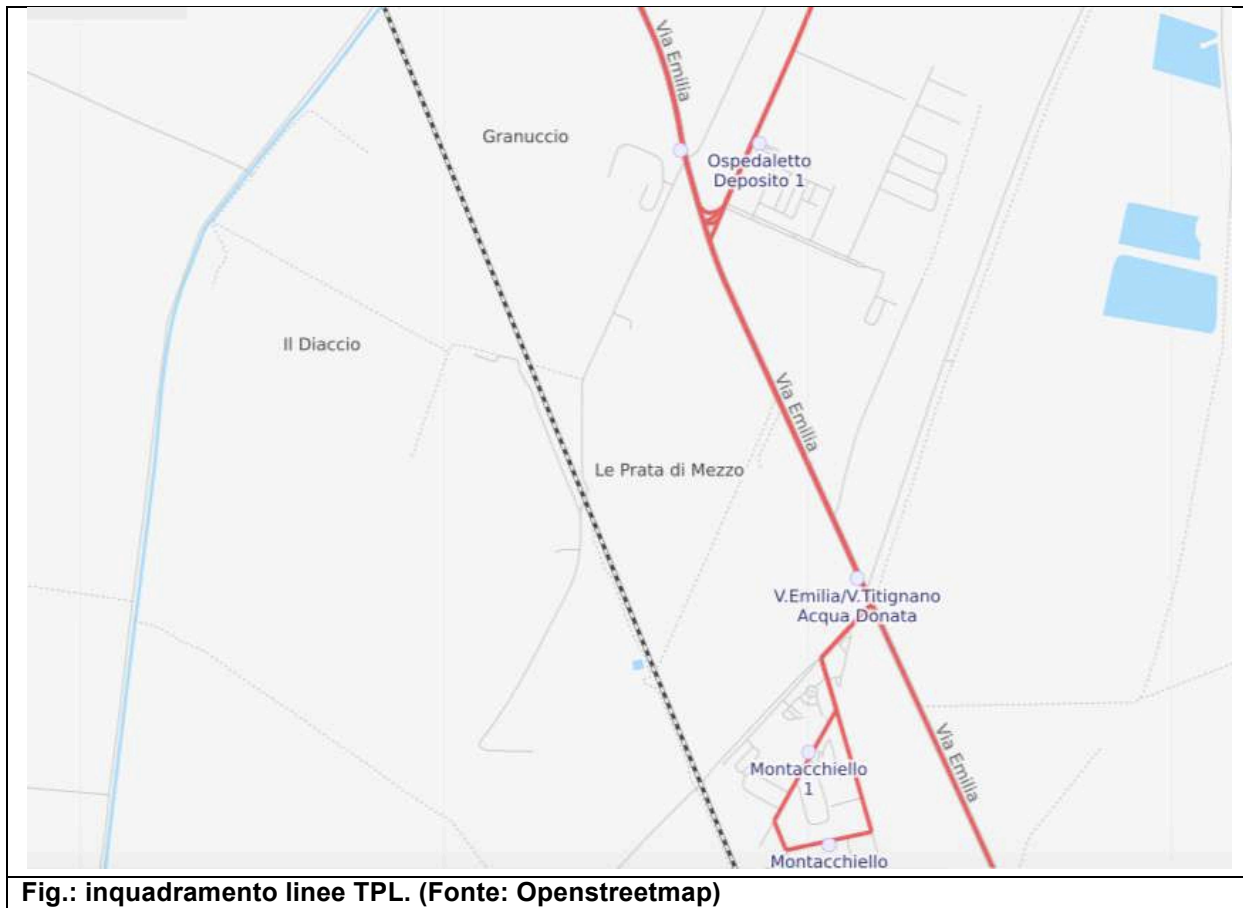 Via Emilia
Granuccio
Ospedaletto
Deposito 1
Il Diaccio
Via Emilia
Le Prata di Mezzo
V.Emilia/V.Titignano
Acqua Donata
Via Emilia
Montacchiello
1
Montacchiello
Fig.: inquadramento linee TPL. (Fonte: Openstreetmap)